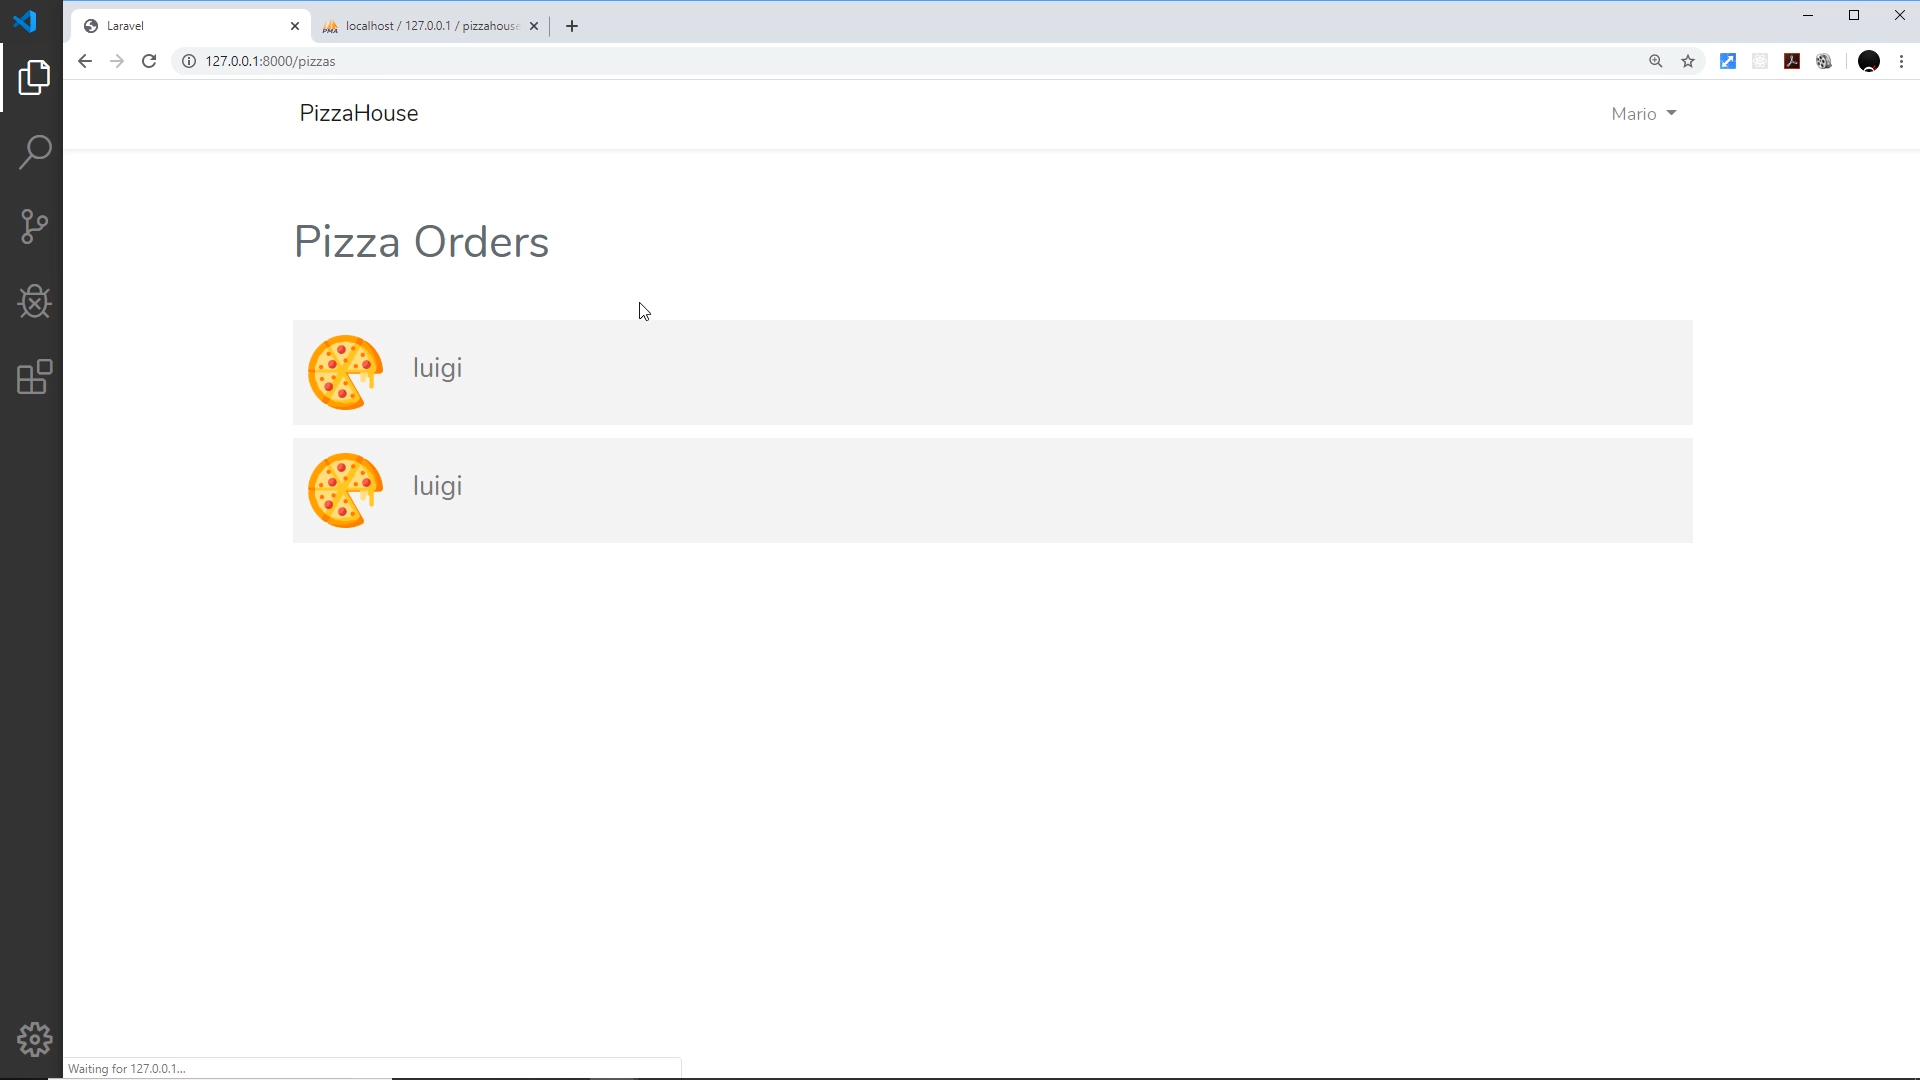 Laravel
localhost / 127.0.0.1 / pizzahouse
127.0.0.1:8000/pizzas
PizzaHouse
Mario
Pizza Orders
luigi
luigi
Waiting for 127.0.0.1...